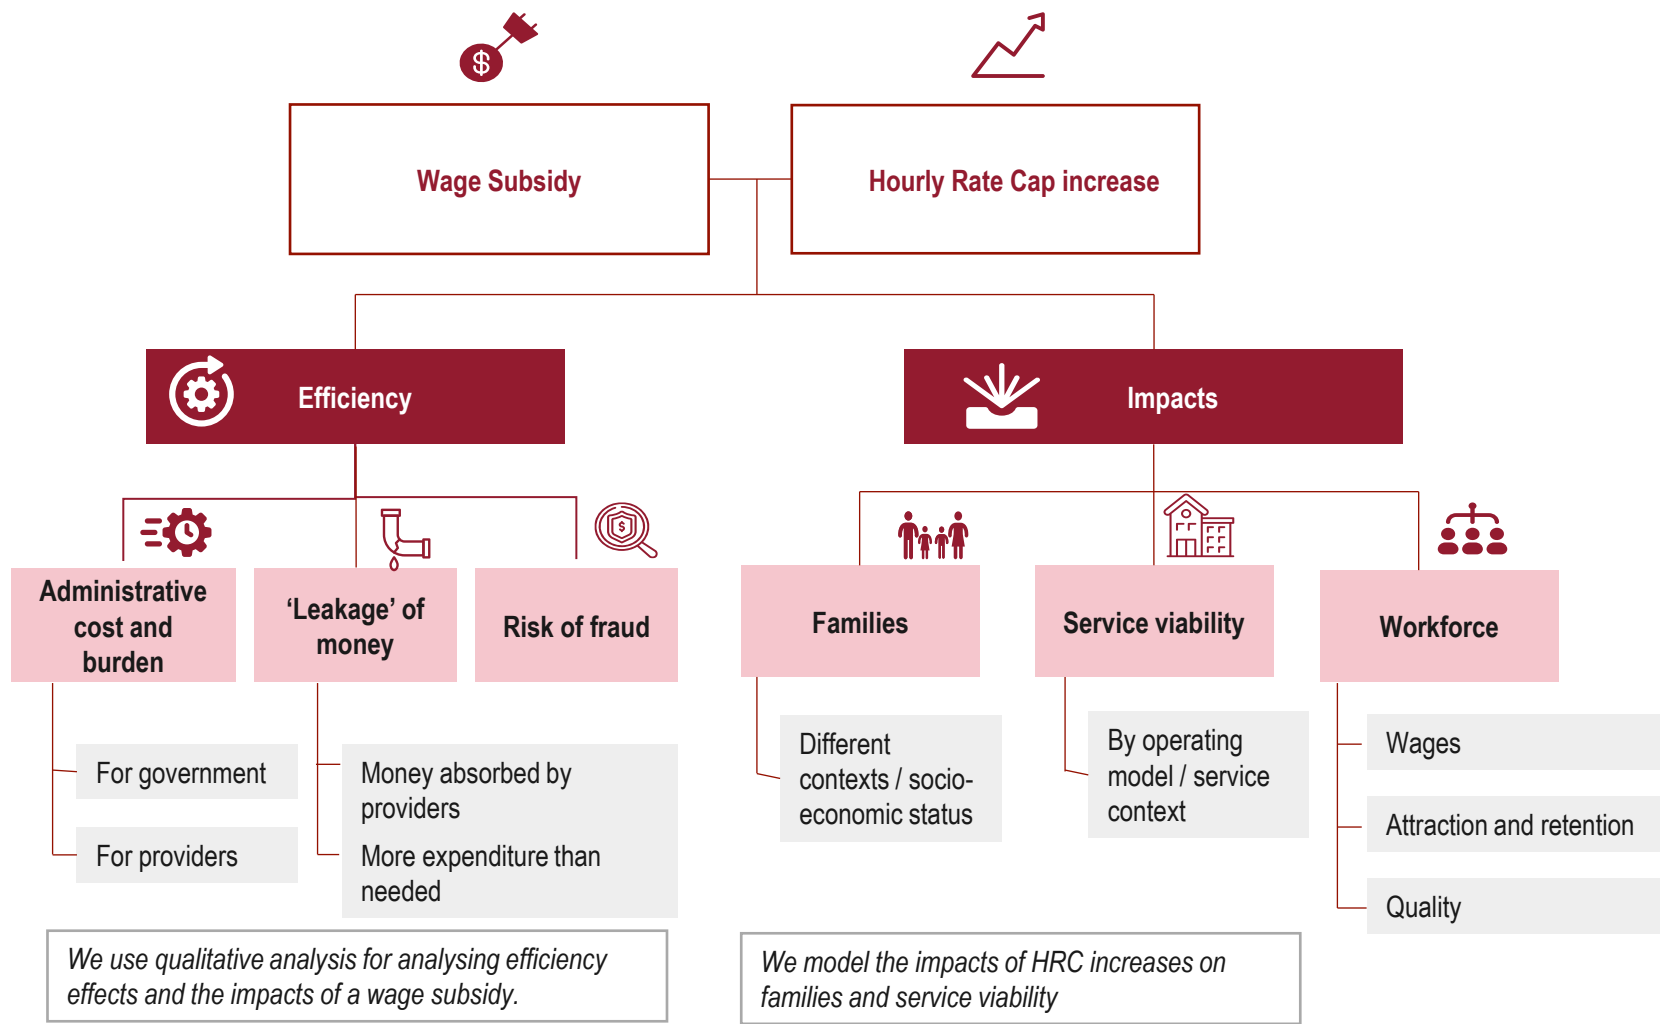 $
Wage Subsidy
Hourly Rate Cap increase
Efficiency
Impacts
$
Administrative
cost and
burden
‘Leakage’ of
money
Risk of fraud
Families
Service viability
Workforce
For government
For providers
Money absorbed by
providers
More expenditure than
needed
Different
contexts / socio-
economic status
By operating
model / service
context
Wages
Attraction and retention
Quality
We use qualitative analysis for analysing efficiency
effects and the impacts of a wage subsidy.
We model the impacts of HRC increases on
families and service viability